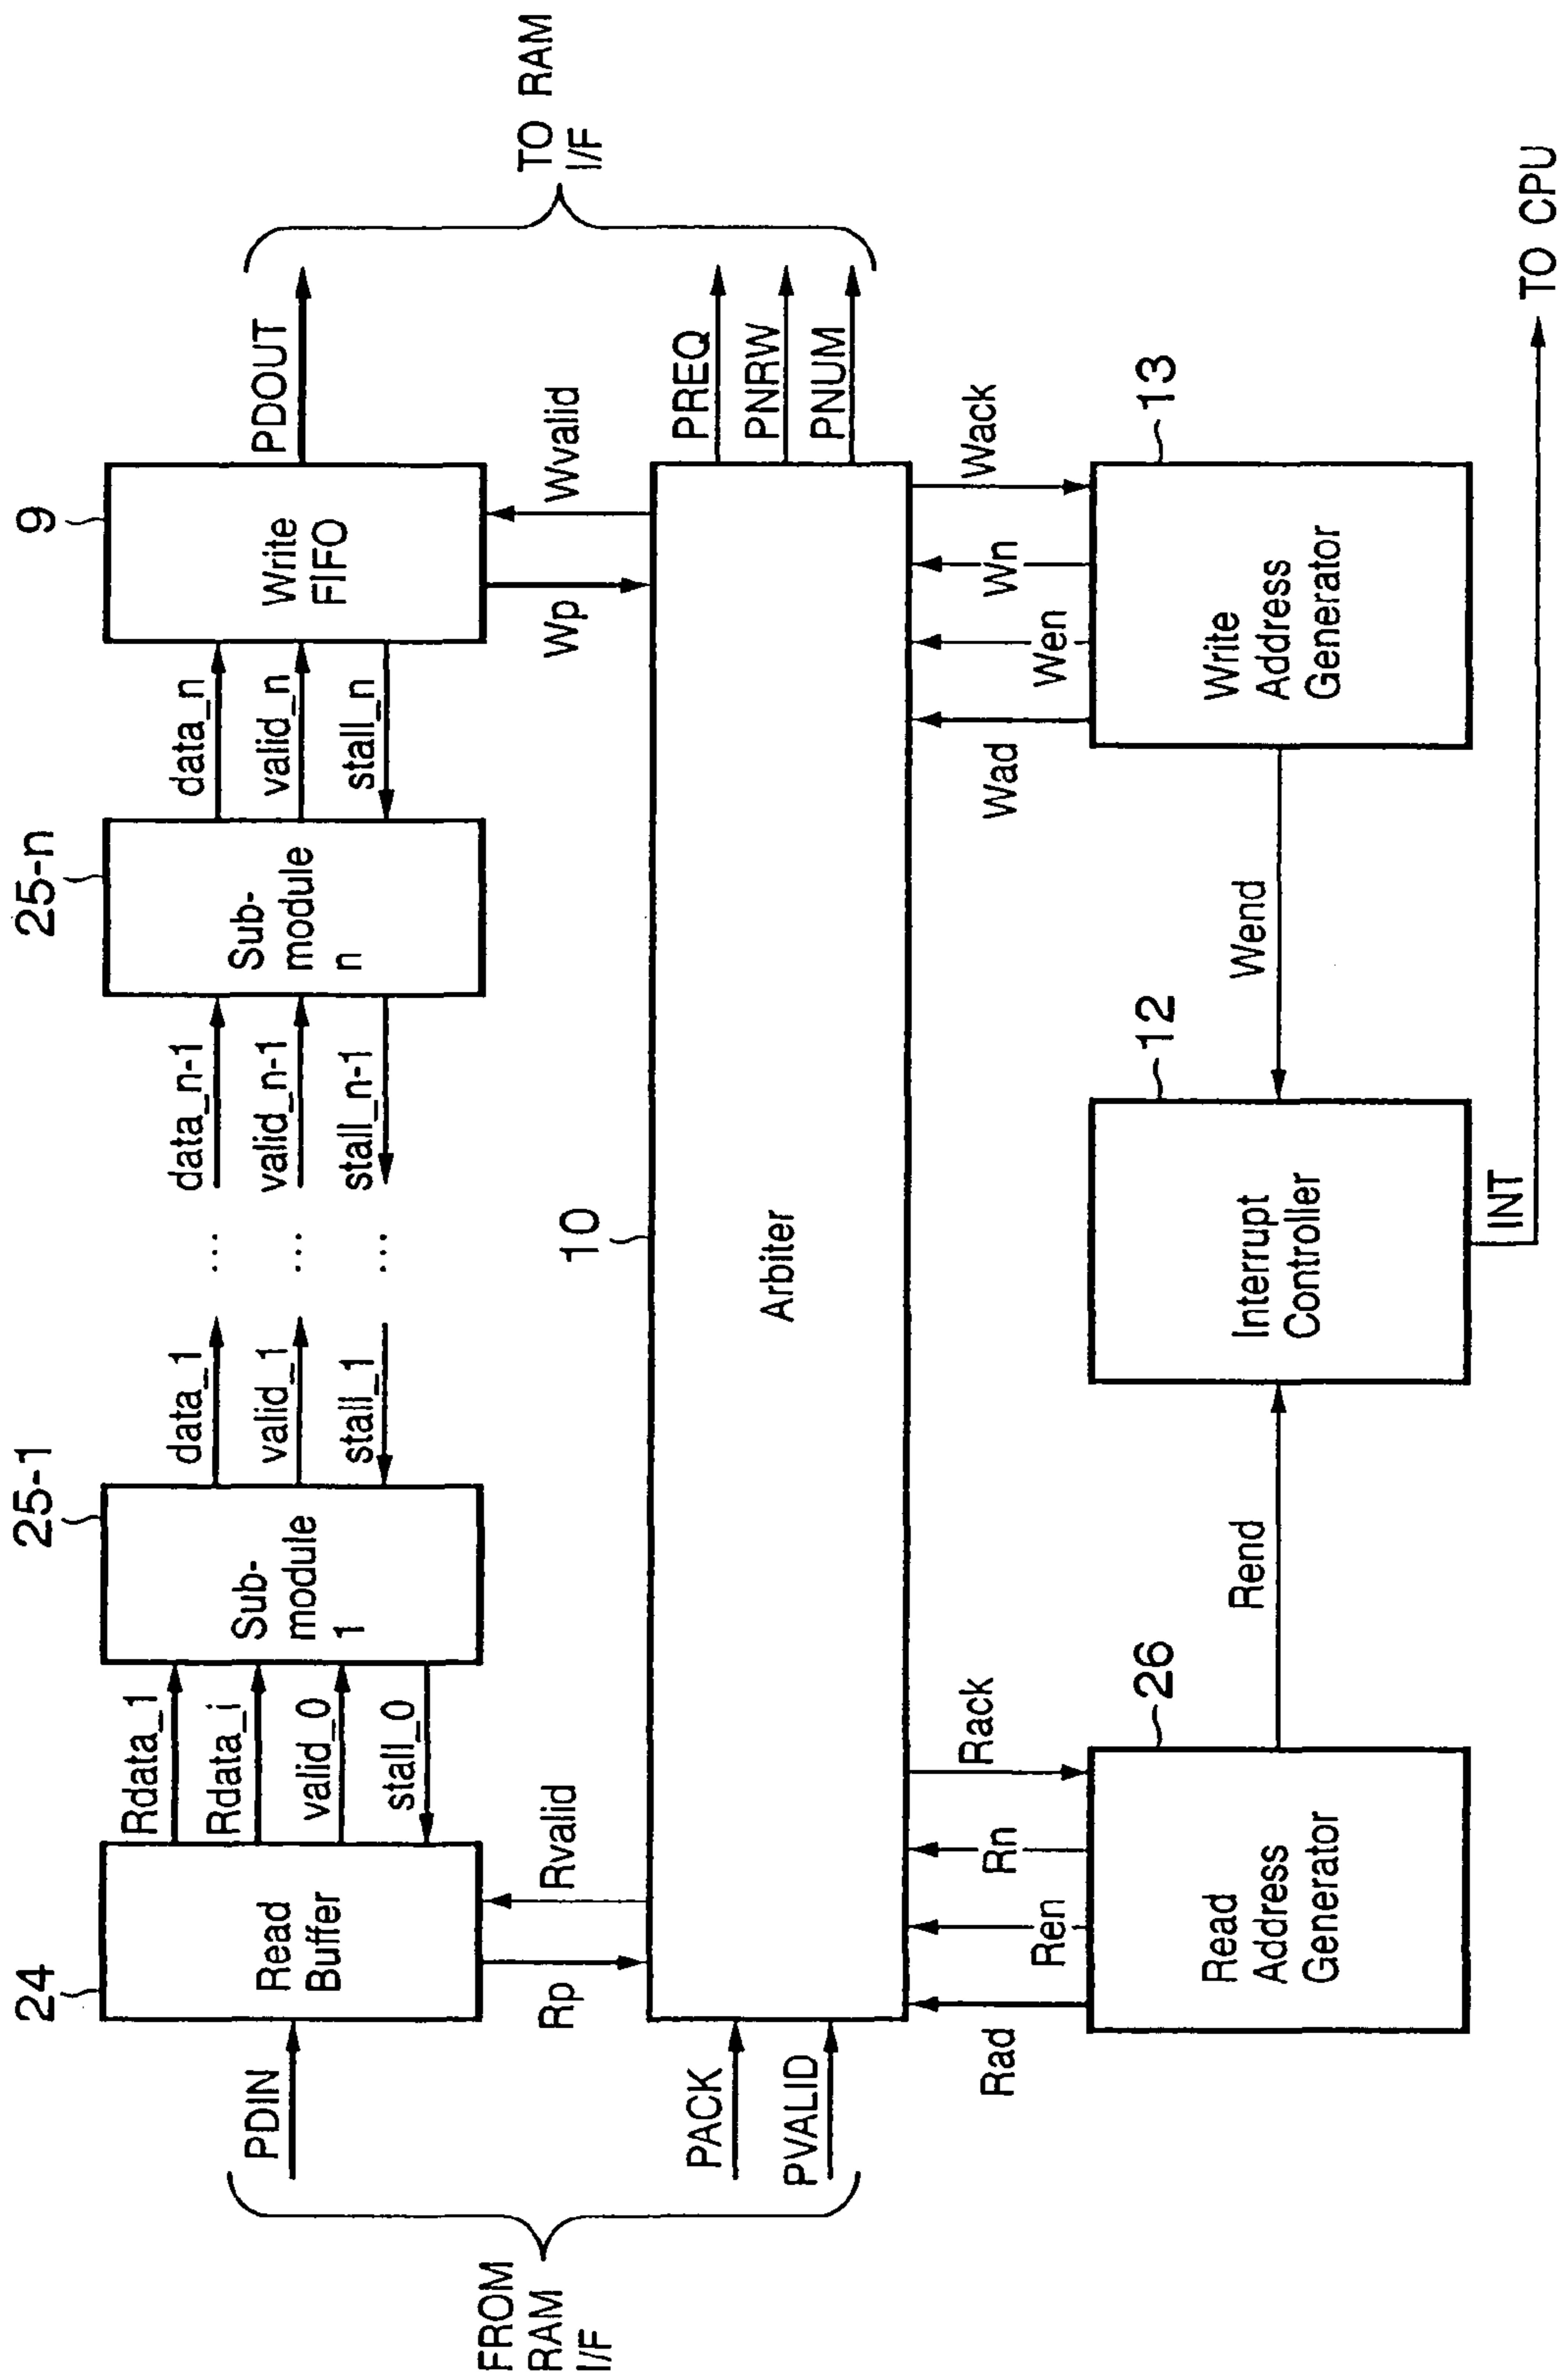 24
25-1
25-n
9
PDIN
Read
Buffer
Rdata_1
Rdata_i
valid_0
stall_0
Sub-
module
1
data_1
valid_1
stall_1
...
...
...
data_n-1
valid_n-1
stall_n-1
Sub-
module
n
data_n
valid_n
stall_n
Write
FIFO
PDOUT
FROM
RAM
I/F
TO RAM
I/F
Rp
Rvalid
10
Wp
Wvalid
PACK
PVALID
Arbiter
PREQ
PNRW
PNUM
Rad
Ren
Rn
Rack
Wad
Wen
Wn
Wack
26
12
13
Read
Address
Generator
Rend
Interrupt
Controller
Wend
Write
Address
Generator
INT
TO CPU